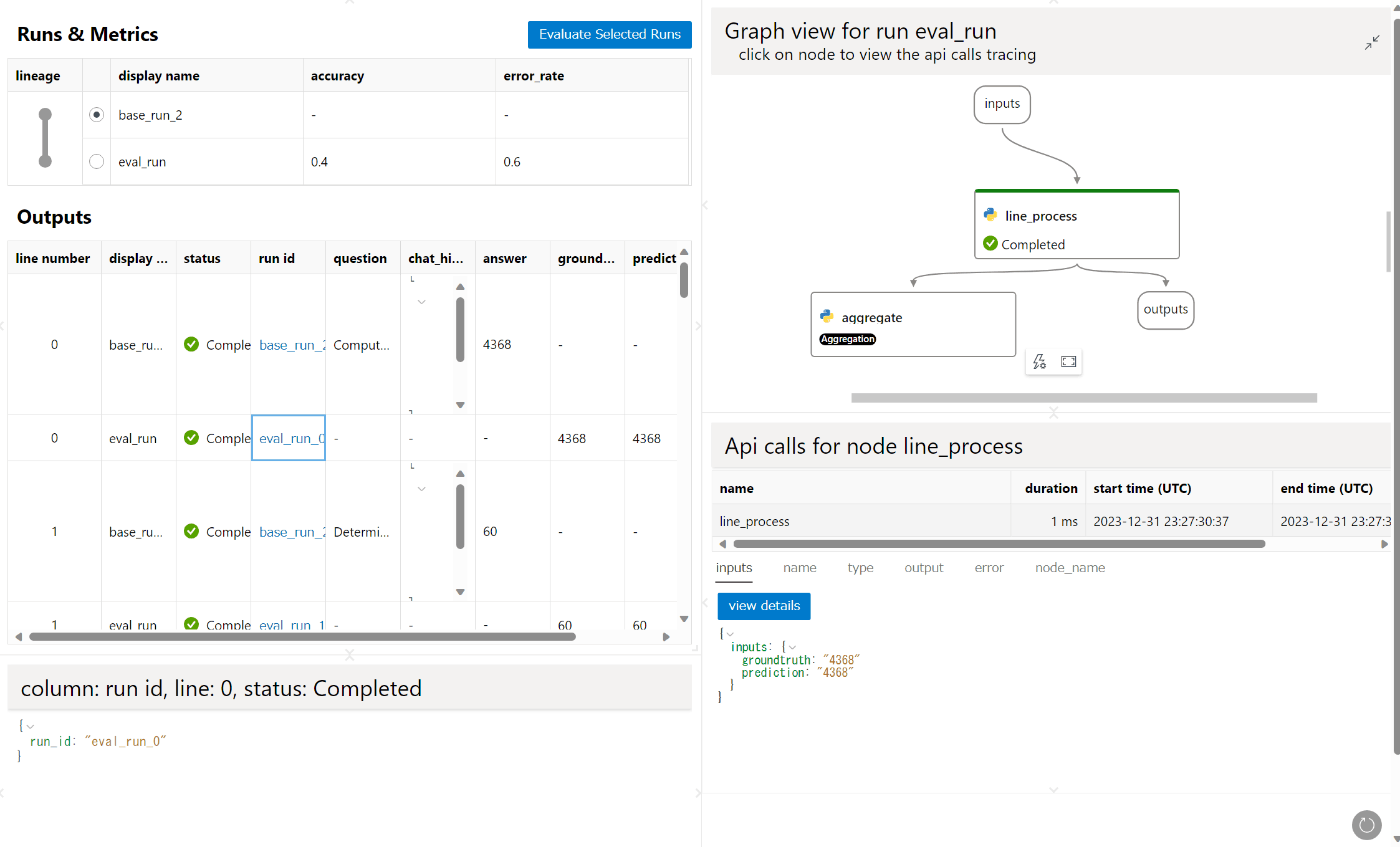 Runs & Metrics
Evaluate Selected Runs
lineage display name accuracy error_rate
base_run_2 - -
eval_run 0.4 0.6
Outputs
line number display ... status run id question chat_hi... answer ground... predict
0 base_ru... Comple base_run_2 Comput... 4368 - -
0 eval_run Comple eval_run_0 - - - 4368 4368
1 base_ru... Comple base_run_2 Determi... 60 - -
1 eval_run Comple eval_run_1 - - - 60 60
column: run id, line: 0, status: Completed
{
run_id: "eval_run_0"
}
Graph view for run eval_run
click on node to view the api calls tracing
inputs
line_process
Completed
aggregate
Aggregation
outputs
Api calls for node line_process
name duration start time (UTC) end time (UTC)
line_process 1 ms 2023-12-31 23:27:30:37 2023-12-31 23:27:3
inputs name type output error node_name
view details
{
inputs: {
groundtruth: "4368"
prediction: "4368"
}
}